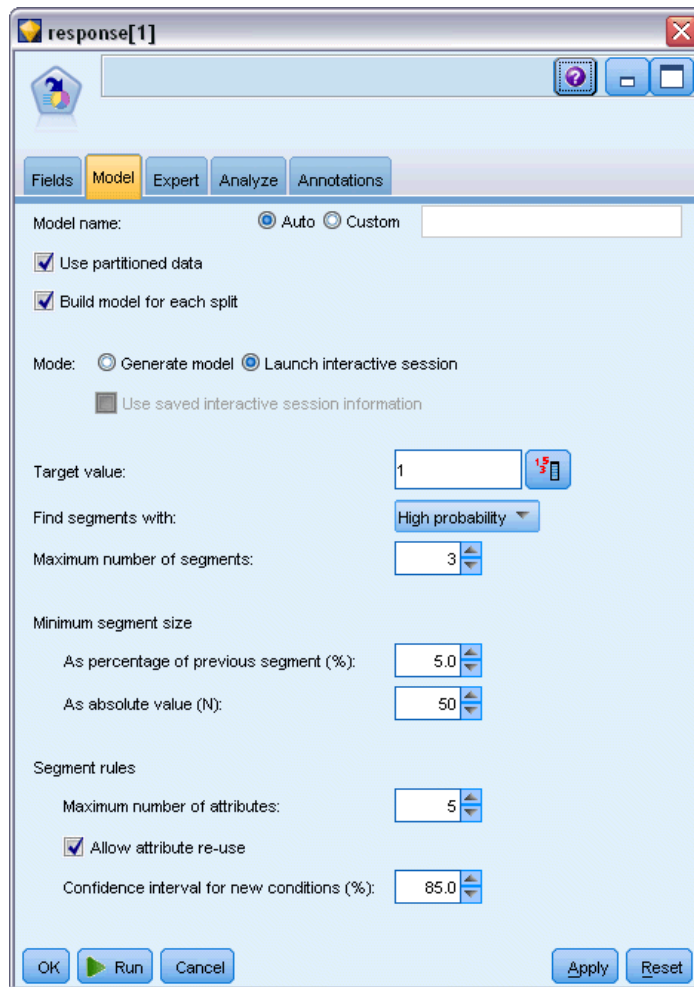 response[1]
Fields Model Expert Analyze Annotations
Model name: Auto Custom
Use partitioned data
Build model for each split
Mode: Generate model Launch interactive session
Use saved interactive session information
Target value: 1
Find segments with: High probability
Maximum number of segments: 3
Minimum segment size
As percentage of previous segment (%): 5.0
As absolute value (N): 50
Segment rules
Maximum number of attributes: 5
Allow attribute re-use
Confidence interval for new conditions (%): 85.0
OK Run Cancel Apply Reset